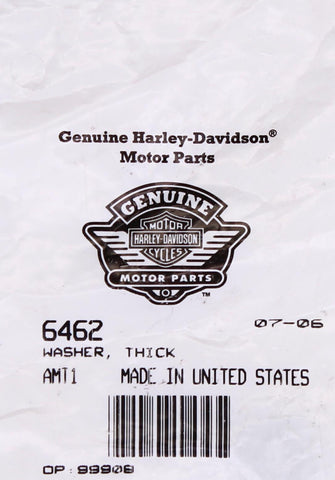 Genuine Harley-Davidson®
Motor Parts
GENUINE
MOTOR
HARLEY-DAVIDSON
CYCLES
MOTOR PARTS
™
6462 07-06
WASHER, THICK
AMT1 MADE IN UNITED STATES
OP 99908